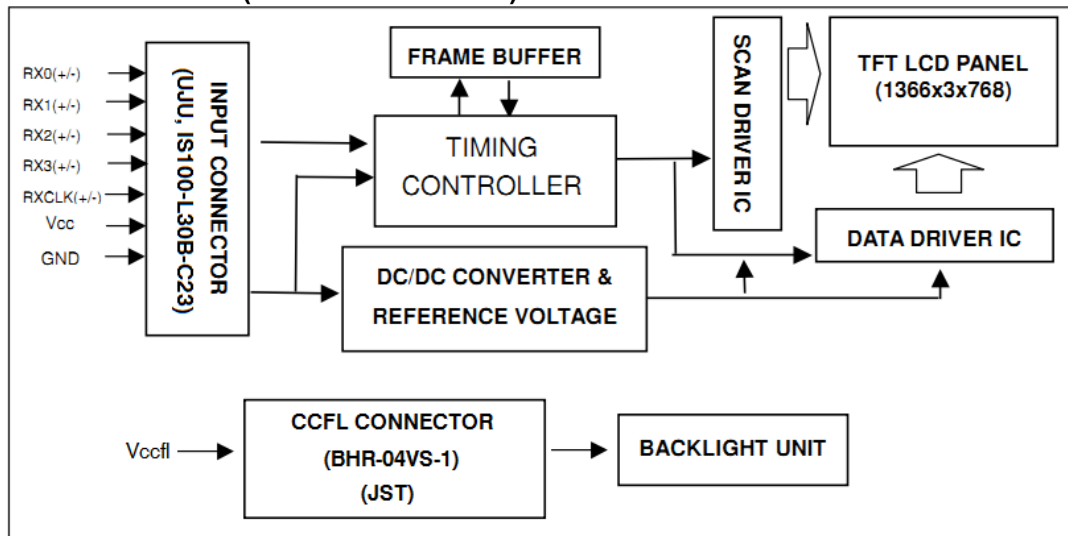 RX0(+/-)
RX1(+/-)
RX2(+/-)
RX3(+/-)
RXCLK(+/-)
Vcc
GND
INPUT CONNECTOR
(UJU, IS100-L30B-C23)
FRAME BUFFER
TIMING
CONTROLLER
DC/DC CONVERTER &
REFERENCE VOLTAGE
SCAN DRIVER IC
TFT LCD PANEL
(1366x3x768)
DATA DRIVER IC
Vccfl
CCFL CONNECTOR
(BHR-04VS-1)
(JST)
BACKLIGHT UNIT